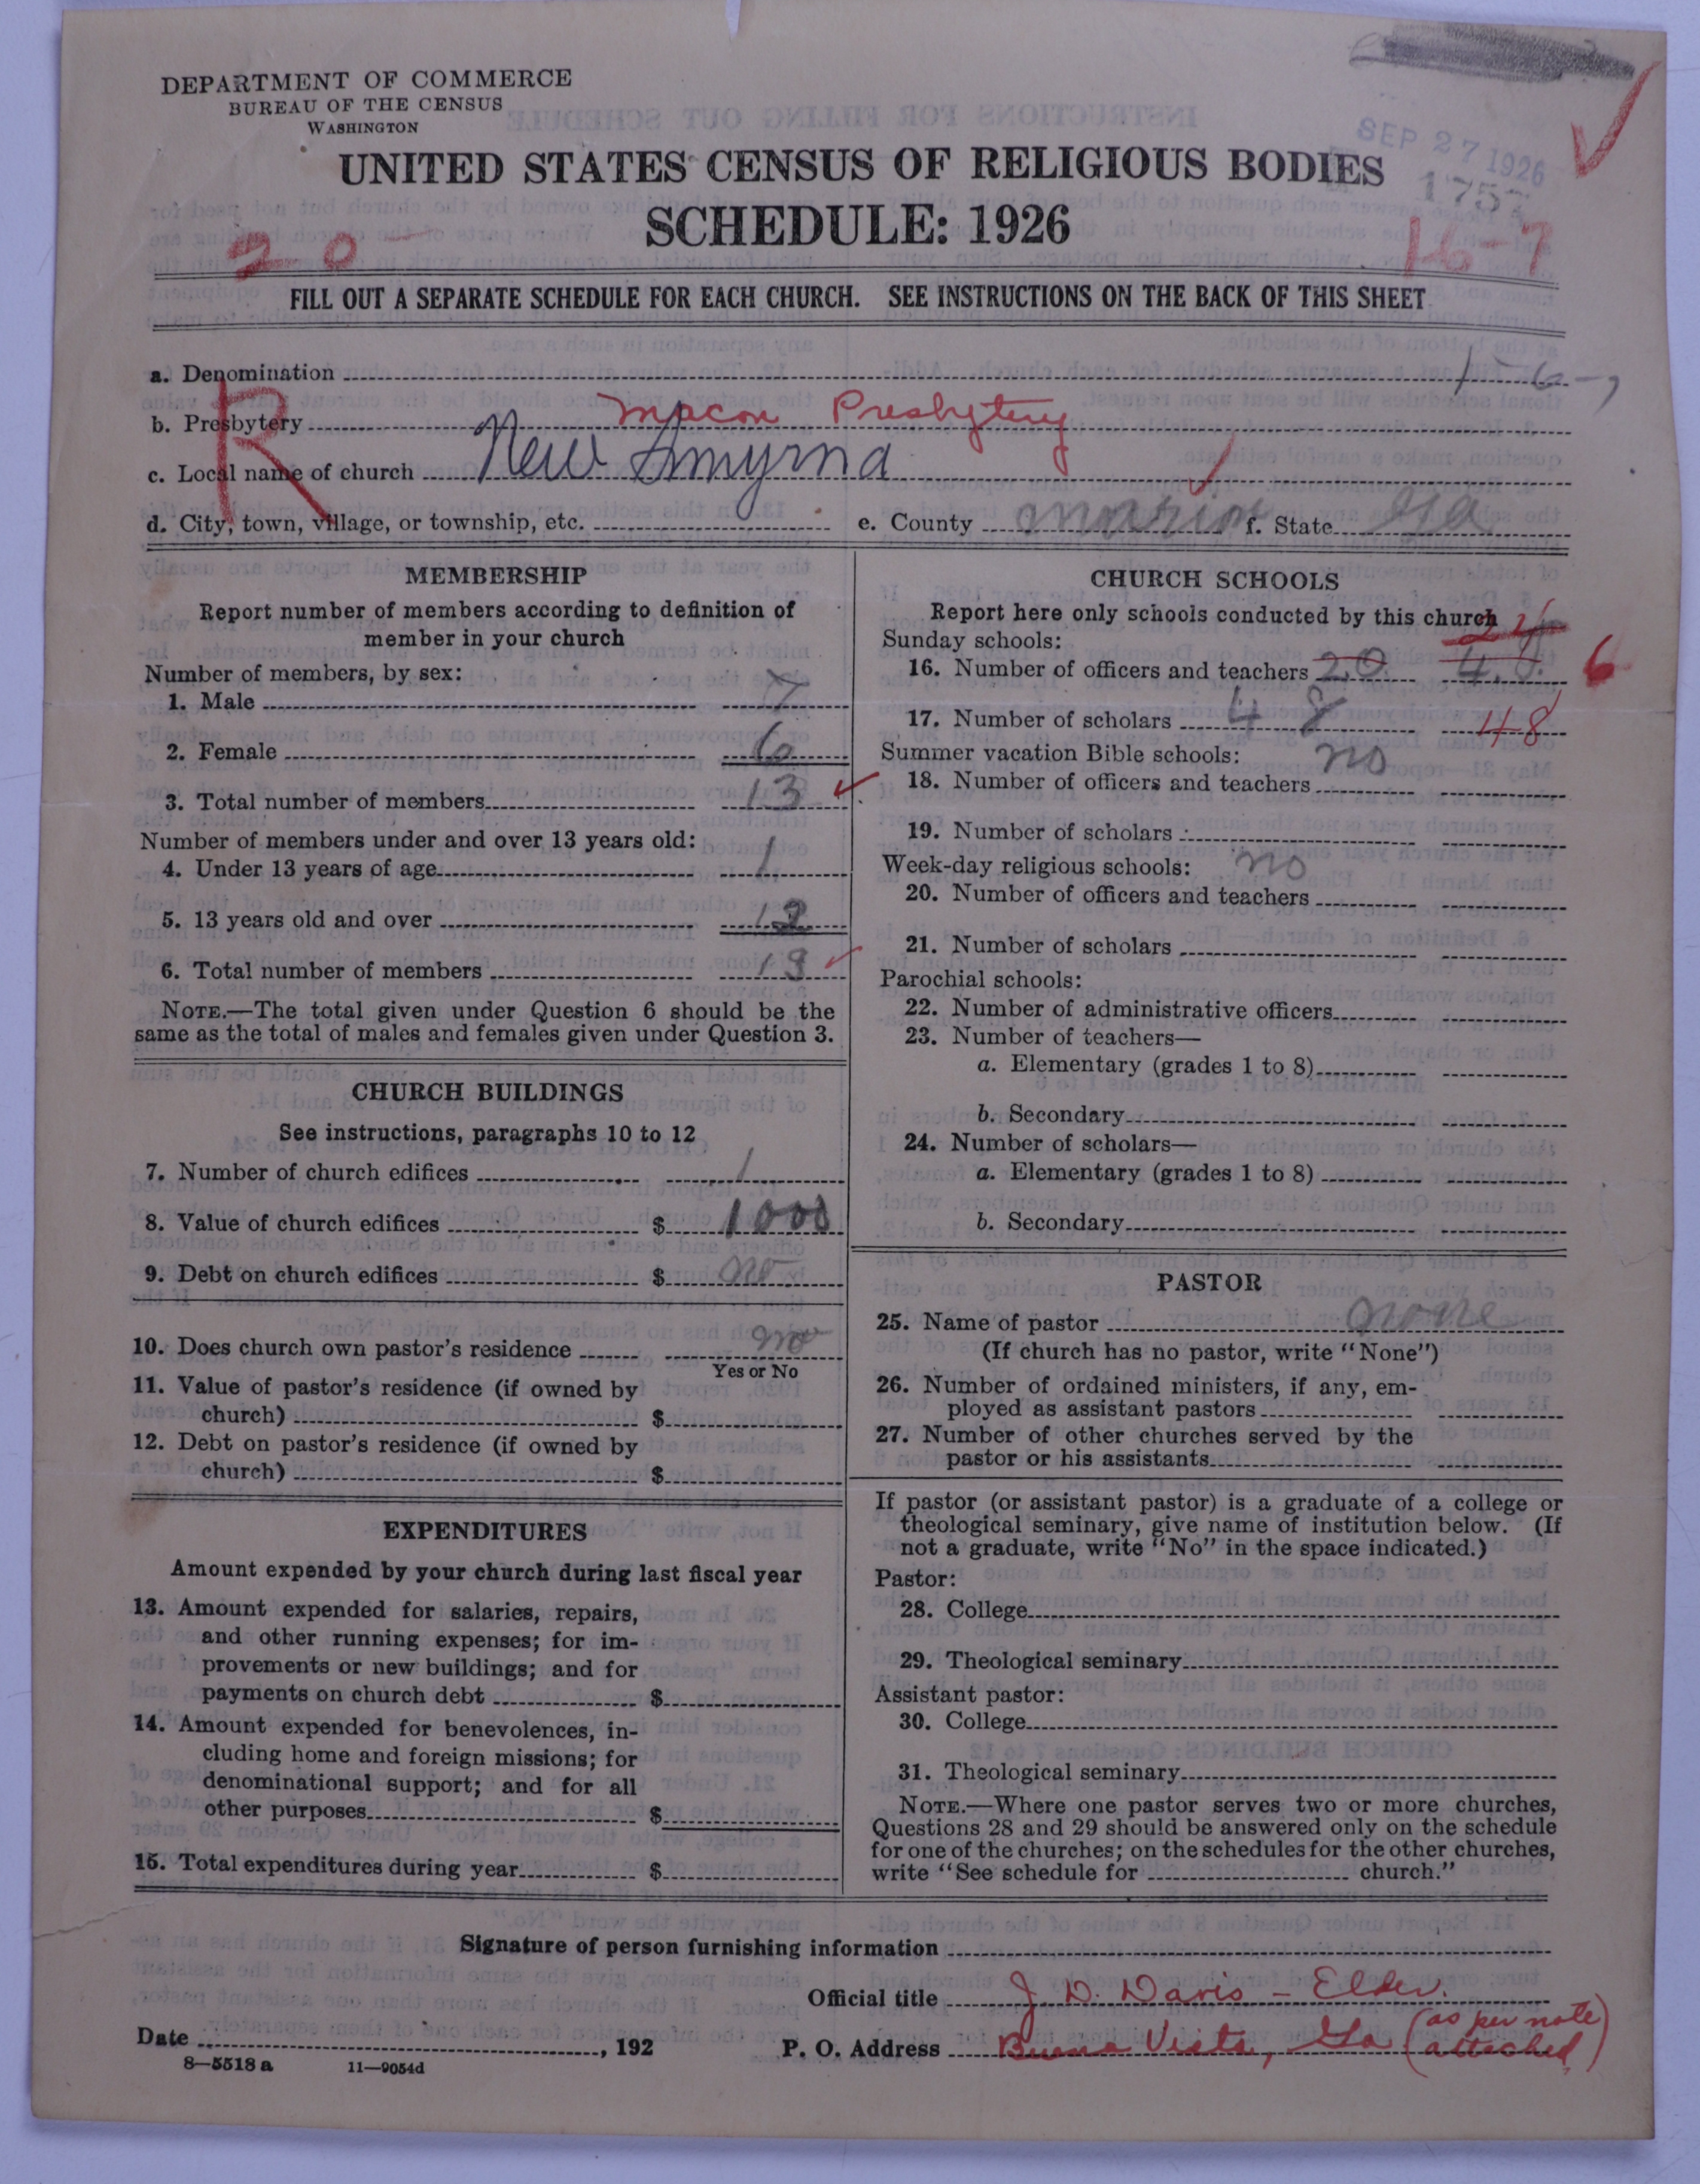 DEPARTMENT OF COMMERCE
BUREAU OF THE CENSUS
WASHINGTON
SEP 27 1926
UNITED STATES CENSUS OF RELIGIOUS BODIES
SCHEDULE: 1926
20
16-7
FILL OUT A SEPARATE SCHEDULE FOR EACH CHURCH. SEE INSTRUCTIONS ON THE BACK OF THIS SHEET
a. Denomination
R
b. Presbytery Macon Presbytery
c. Local name of church New Smyrna
d. City, town, village, or township, etc. e. County Marion f. State Ga
MEMBERSHIP
Report number of members according to definition of
member in your church
Number of members, by sex:
1. Male 7
2. Female 6
3. Total number of members 13
Number of members under and over 13 years old:
4. Under 13 years of age 1
5. 13 years old and over 12
6. Total number of members 13
NOTE.—The total given under Question 6 should be the
same as the total of males and females given under Question 3.
CHURCH BUILDINGS
See instructions, paragraphs 10 to 12
7. Number of church edifices 1
8. Value of church edifices $ 1000
9. Debt on church edifices $ no
10. Does church own pastor's residence no
Yes or No
11. Value of pastor's residence (if owned by
church) $
12. Debt on pastor's residence (if owned by
church) $
EXPENDITURES
Amount expended by your church during last fiscal year
13. Amount expended for salaries, repairs,
and other running expenses; for im-
provements or new buildings; and for
payments on church debt $
14. Amount expended for benevolences, in-
cluding home and foreign missions; for
denominational support; and for all
other purposes $
15. Total expenditures during year $
CHURCH SCHOOLS
Report here only schools conducted by this church
Sunday schools:
16. Number of officers and teachers 20 6
17. Number of scholars 48 48
Summer vacation Bible schools: no
18. Number of officers and teachers
19. Number of scholars
Week-day religious schools: no
20. Number of officers and teachers
21. Number of scholars
Parochial schools:
22. Number of administrative officers
23. Number of teachers—
a. Elementary (grades 1 to 8)
b. Secondary
24. Number of scholars—
a. Elementary (grades 1 to 8)
b. Secondary
PASTOR
25. Name of pastor none
(If church has no pastor, write "None")
26. Number of ordained ministers, if any, em-
ployed as assistant pastors
27. Number of other churches served by the
pastor or his assistants
If pastor (or assistant pastor) is a graduate of a college or
theological seminary, give name of institution below. (If
not a graduate, write "No" in the space indicated.)
Pastor:
28. College
29. Theological seminary
Assistant pastor:
30. College
31. Theological seminary
NOTE.—Where one pastor serves two or more churches,
Questions 28 and 29 should be answered only on the schedule
for one of the churches; on the schedules for the other churches,
write "See schedule for church."
Signature of person furnishing information
Official title J. D. Davis - Elder.
Date , 192 P. O. Address Buena Vista, Ga (as per note attached)
8—5518 a 11—9054d